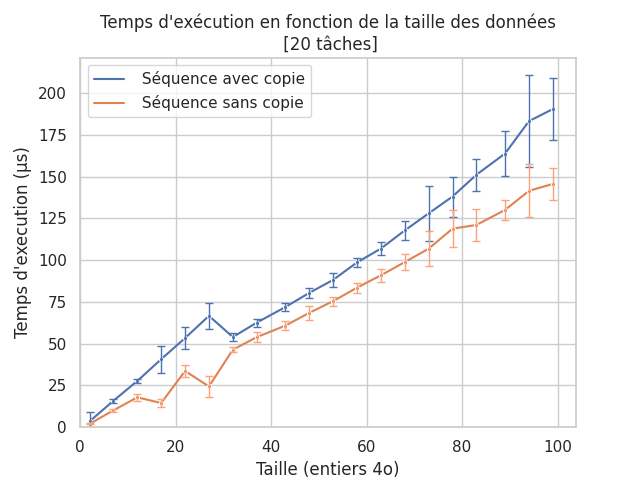 Temps d'exécution en fonction de la taille des données
[20 tâches]
Séquence avec copie
Séquence sans copie
Temps d'execution (µs)
200
175
150
125
100
75
50
25
0
0 20 40 60 80 100
Taille (entiers 4o)